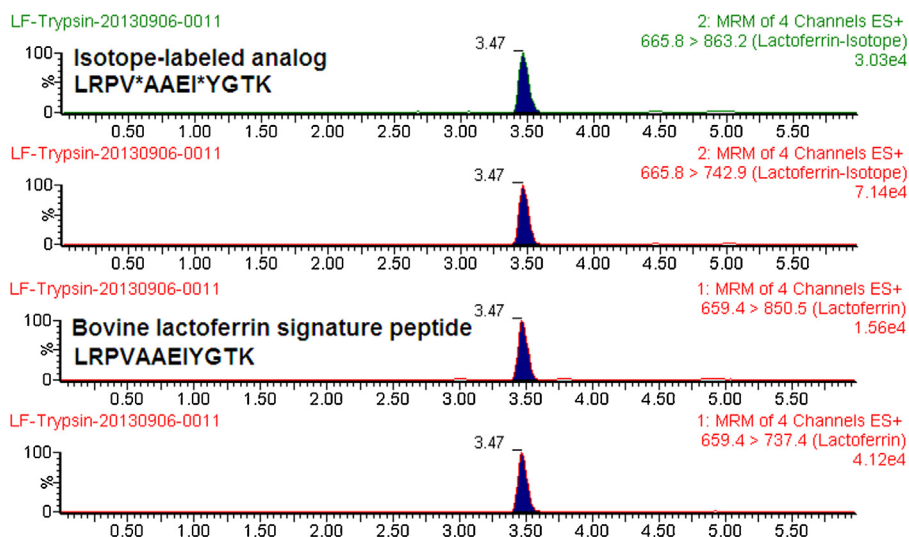 LF-Trypsin-20130906-0011
2: MRM of 4 Channels ES+
665.8 > 863.2 (Lactoferrin-Isotope)
3.03e4
3.47
100
%
0
Isotope-labeled analog
LRPV*AAEI*YGTK
0.50 1.00 1.50 2.00 2.50 3.00 3.50 4.00 4.50 5.00 5.50
LF-Trypsin-20130906-0011
2: MRM of 4 Channels ES+
665.8 > 742.9 (Lactoferrin-Isotope)
7.14e4
3.47
100
%
0
0.50 1.00 1.50 2.00 2.50 3.00 3.50 4.00 4.50 5.00 5.50
LF-Trypsin-20130906-0011
1: MRM of 4 Channels ES+
659.4 > 850.5 (Lactoferrin)
1.56e4
3.47
100
%
0
Bovine lactoferrin signature peptide
LRPVAAEIYGTK
0.50 1.00 1.50 2.00 2.50 3.00 3.50 4.00 4.50 5.00 5.50
LF-Trypsin-20130906-0011
1: MRM of 4 Channels ES+
659.4 > 737.4 (Lactoferrin)
4.12e4
3.47
100
%
0
0.50 1.00 1.50 2.00 2.50 3.00 3.50 4.00 4.50 5.00 5.50